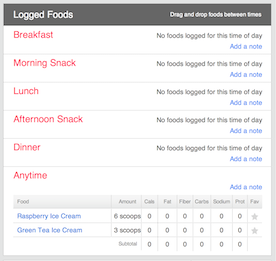 Logged Foods Drag and drop foods between times
Breakfast No foods logged for this time of day
Add a note
Morning Snack No foods logged for this time of day
Add a note
Lunch No foods logged for this time of day
Add a note
Afternoon Snack No foods logged for this time of day
Add a note
Dinner No foods logged for this time of day
Add a note
Anytime
Add a note
Food Amount Cals Fat Fiber Carbs Sodium Prot Fav
Raspberry Ice Cream 6 scoops 0 0 0 0 0 0
Green Tea Ice Cream 3 scoops 0 0 0 0 0 0
Subtotal 0 0 0 0 0 0